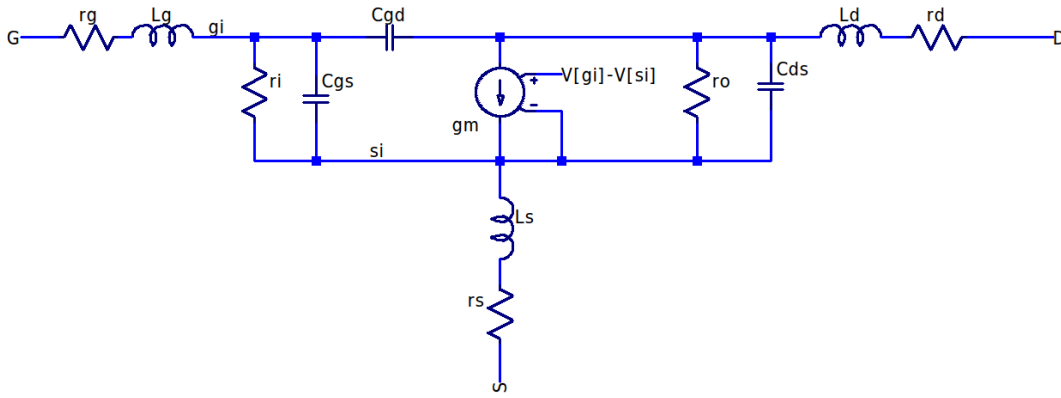 rg
Lg
gi
Cgd
Ld
rd
G
D
ri
Cgs
V[gi]-V[si]
+
-
gm
ro
Cds
si
Ls
rs
S